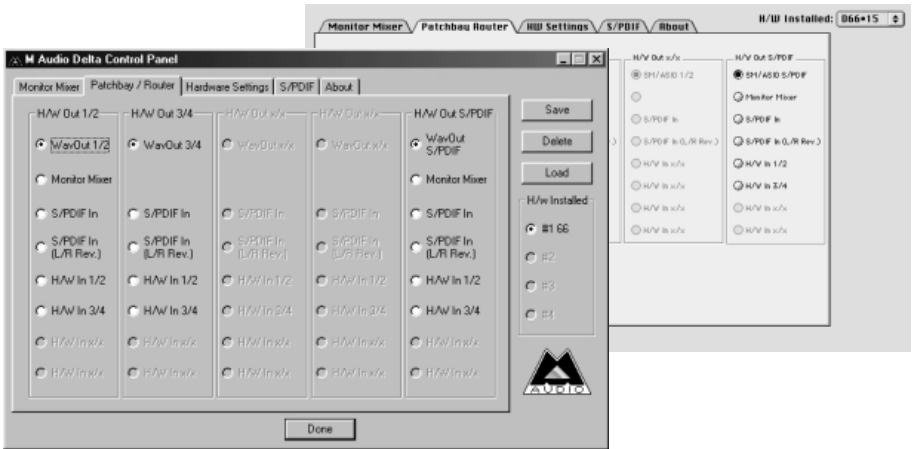 H/W Installed: D66•15
Monitor Mixer Patchbay Router HW Settings S/PDIF About
H/W Out x/x H/W Out S/PDIF
SM/ASIO 1/2 SM/ASIO S/PDIF
Monitor Mixer
S/PDIF In S/PDIF In
S/PDIF In (L/R Rev.) S/PDIF In (L/R Rev.)
H/W In x/x H/W In 1/2
H/W In x/x H/W In 3/4
H/W In x/x H/W In x/x
H/W In x/x H/W In x/x
M Audio Delta Control Panel
Monitor Mixer Patchbay / Router Hardware Settings S/PDIF About
H/W Out 1/2 H/W Out 3/4 H/W Out x/x H/W Out x/x H/W Out S/PDIF
WavOut 1/2 WavOut 3/4 WavOut x/x WavOut x/x WavOut
S/PDIF
Monitor Mixer Monitor Mixer
S/PDIF In S/PDIF In S/PDIF In S/PDIF In S/PDIF In
S/PDIF In S/PDIF In S/PDIF In S/PDIF In S/PDIF In
(L/R Rev.) (L/R Rev.) (L/R Rev.) (L/R Rev.) (L/R Rev.)
H/W In 1/2 H/W In 1/2 H/W In 1/2 H/W In 1/2 H/W In 1/2
H/W In 3/4 H/W In 3/4 H/W In 3/4 H/W In 3/4 H/W In 3/4
H/W In x/x H/W In x/x H/W In x/x H/W In x/x H/W In x/x
H/W In x/x H/W In x/x H/W In x/x H/W In x/x H/W In x/x
Save
Delete
Load
H/w Installed
#1 66
#2
#3
#4
M
AUDIO
Done